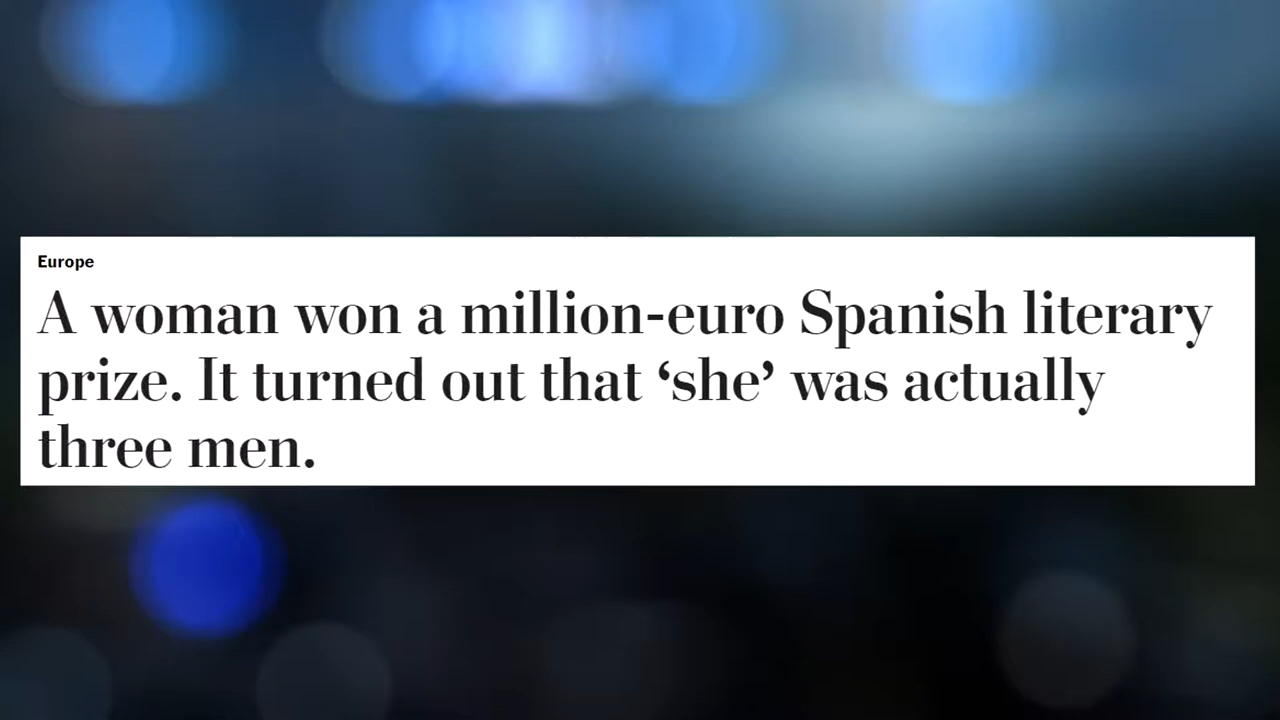 Europe
A woman won a million-euro Spanish literary
prize. It turned out that ‘she’ was actually
three men.